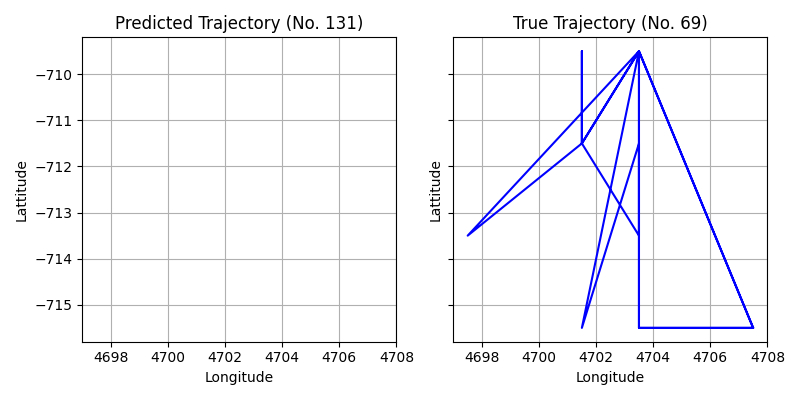 Predicted Trajectory (No. 131)
−710
−711
−712
−713
−714
−715
Lattitude
4698 4700 4702 4704 4706 4708
Longitude
True Trajectory (No. 69)
Lattitude
4698 4700 4702 4704 4706 4708
Longitude